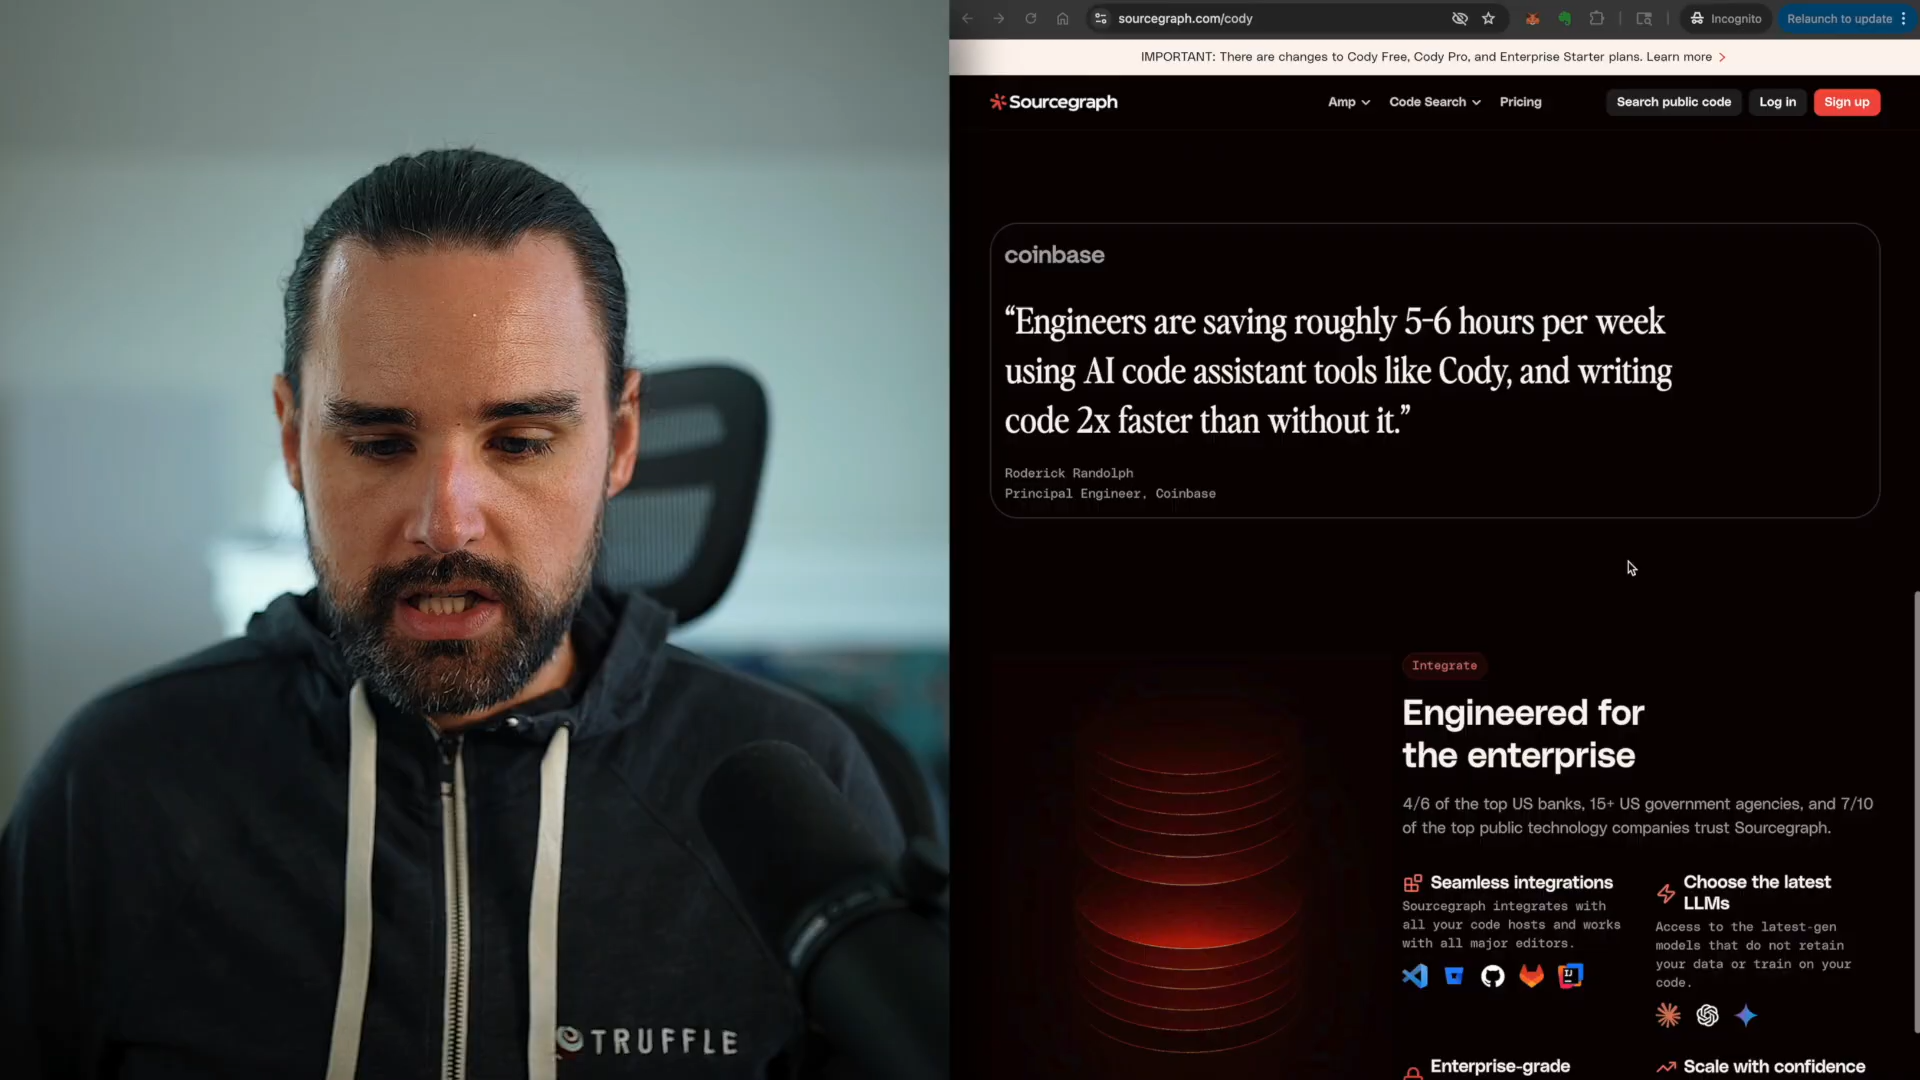 sourcegraph.com/cody
Incognito
Relaunch to update
IMPORTANT: There are changes to Cody Free, Cody Pro, and Enterprise Starter plans. Learn more
Sourcegraph
Amp
Code Search
Pricing
Search public code
Log in
Sign up
coinbase
“Engineers are saving roughly 5-6 hours per week
using AI code assistant tools like Cody, and writing
code 2x faster than without it.”
Roderick Randolph
Principal Engineer, Coinbase
Integrate
Engineered for
the enterprise
4/6 of the top US banks, 15+ US government agencies, and 7/10
of the top public technology companies trust Sourcegraph.
Seamless integrations
Sourcegraph integrates with
all your code hosts and works
with all major editors.
Choose the latest
LLMs
Access to the latest-gen
models that do not retain
your data or train on your
code.
IJ
Enterprise-grade
Scale with confidence
TRUFFLE